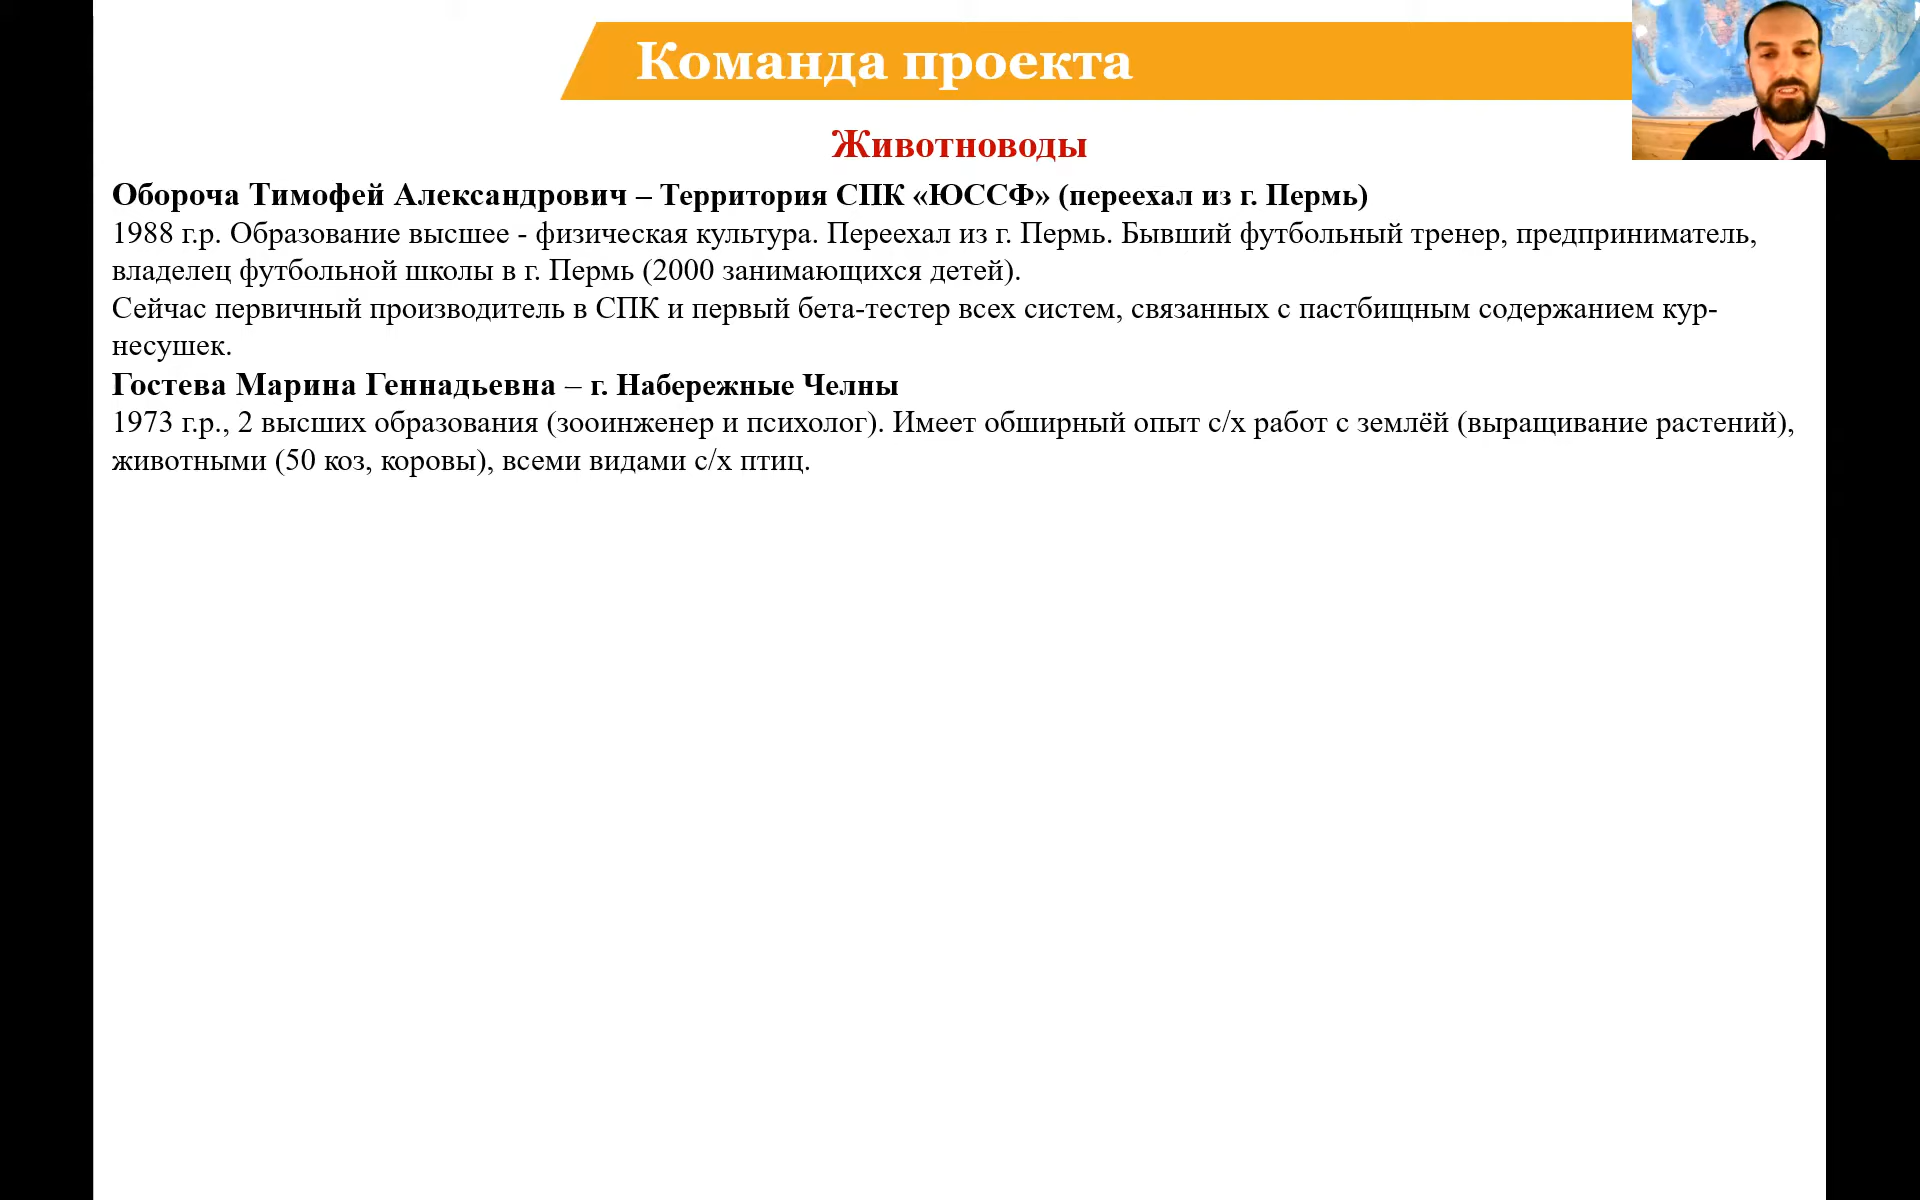 Команда проекта
Животноводы
Обороча Тимофей Александрович – Территория СПК «ЮССФ» (переехал из г. Пермь)
1988 г.р. Образование высшее - физическая культура. Переехал из г. Пермь. Бывший футбольный тренер, предприниматель,
владелец футбольной школы в г. Пермь (2000 занимающихся детей).
Сейчас первичный производитель в СПК и первый бета-тестер всех систем, связанных с пастбищным содержанием кур-
несушек.
Гостева Марина Геннадьевна – г. Набережные Челны
1973 г.р., 2 высших образования (зооинженер и психолог). Имеет обширный опыт с/х работ с землёй (выращивание растений),
животными (50 коз, коровы), всеми видами с/х птиц.